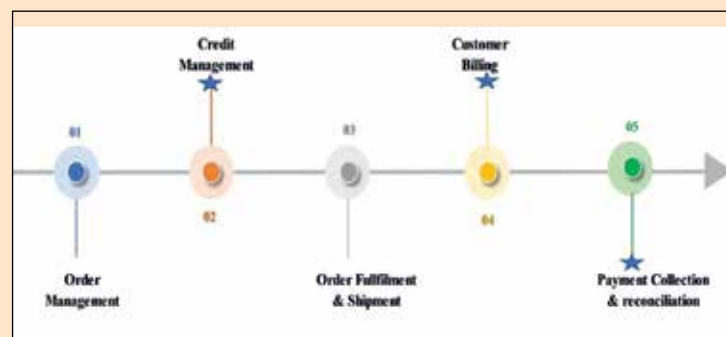 Credit
Management
Customer
Billing
01
03
05
02
04
Order
Management
Order Fulfilment
& Shipment
Payment Collection
& reconciliation